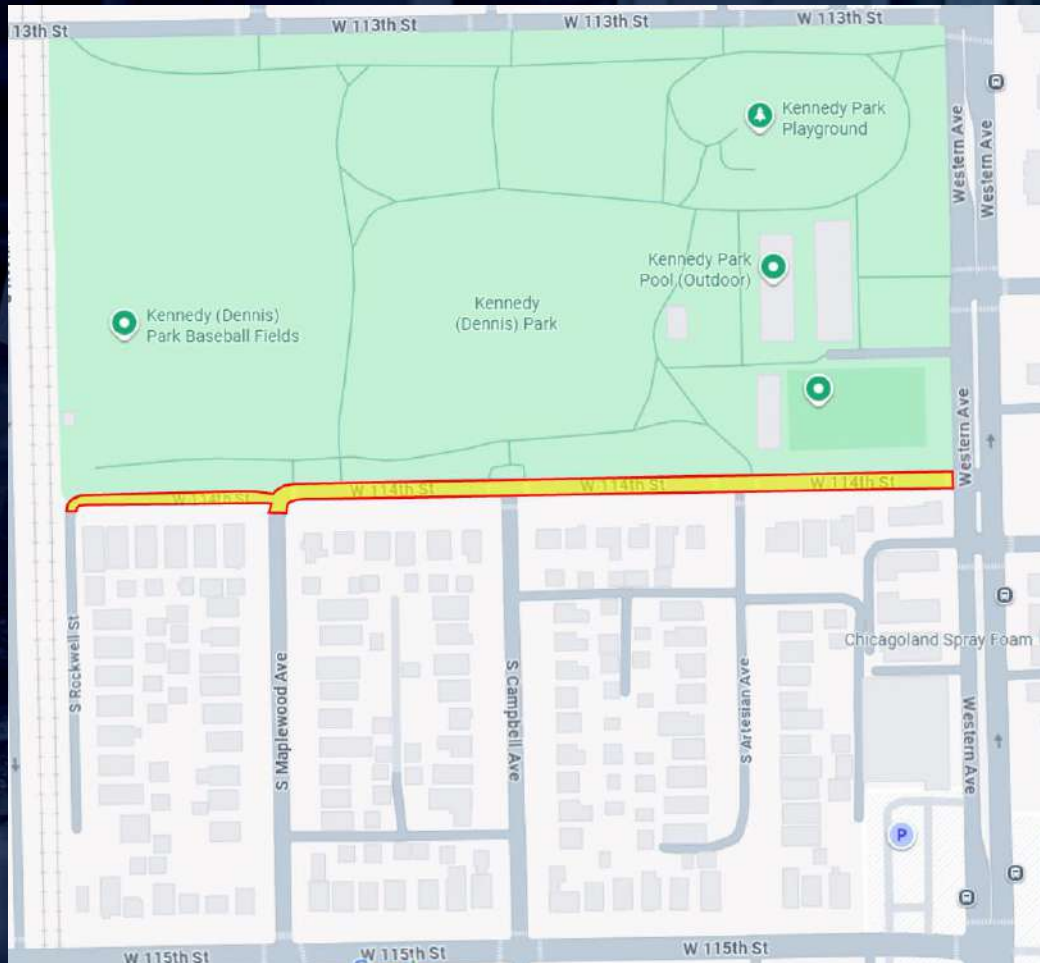 13th St
W 113th St
W 113th St
W 113th St
Kennedy Park
Playground
Western Ave
Western Ave
Kennedy Park
Pool (Outdoor)
Kennedy
(Dennis) Park
Kennedy (Dennis)
Park Baseball Fields
Western Ave
W 114th St
W 114th St
W 114th St
W 114th St
S Rockwell St
S Maplewood Ave
S Campbell Ave
S Artesian Ave
Chicagoland Spray Foam
Western Ave
P
W 115th St
W 115th St
W 115th St